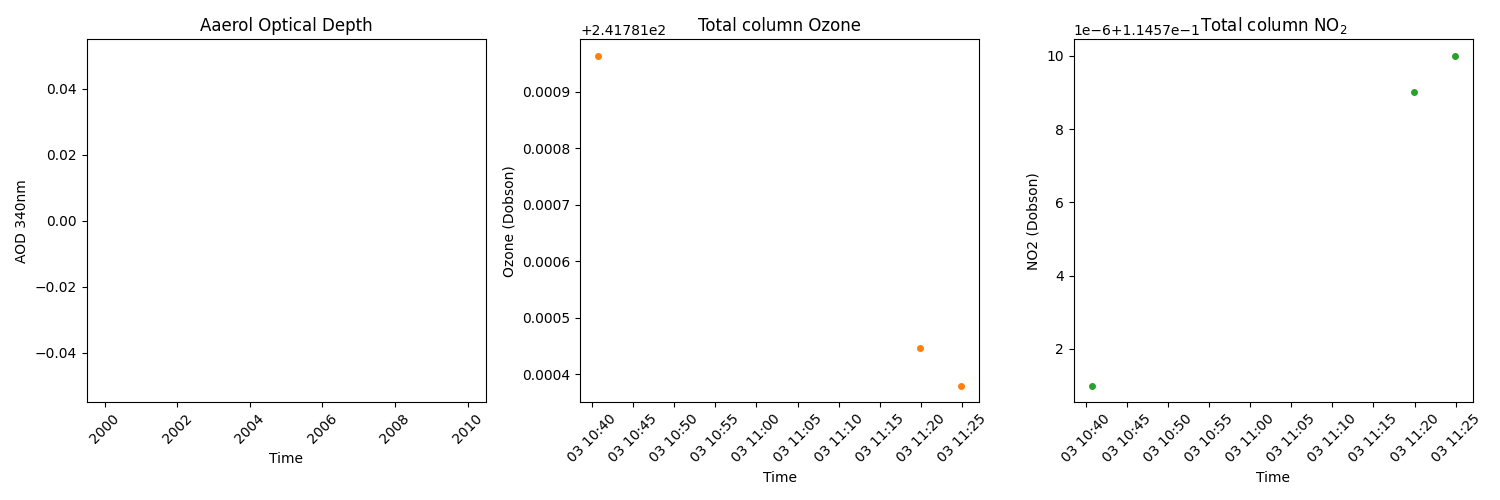 Aaerol Optical Depth
AOD 340nm
0.04
0.02
0.00
−0.02
−0.04
2000 2002 2004 2006 2008 2010
Time
Total column Ozone
+2.41781e2
Ozone (Dobson)
0.0009
0.0008
0.0007
0.0006
0.0005
0.0004
03 10:40 03 10:45 03 10:50 03 10:55 03 11:00 03 11:05 03 11:10 03 11:15 03 11:20 03 11:25
Time
Total column NO₂
1e−6+1.1457e−1
NO2 (Dobson)
10
8
6
4
2
03 10:40 03 10:45 03 10:50 03 10:55 03 11:00 03 11:05 03 11:10 03 11:15 03 11:20 03 11:25
Time